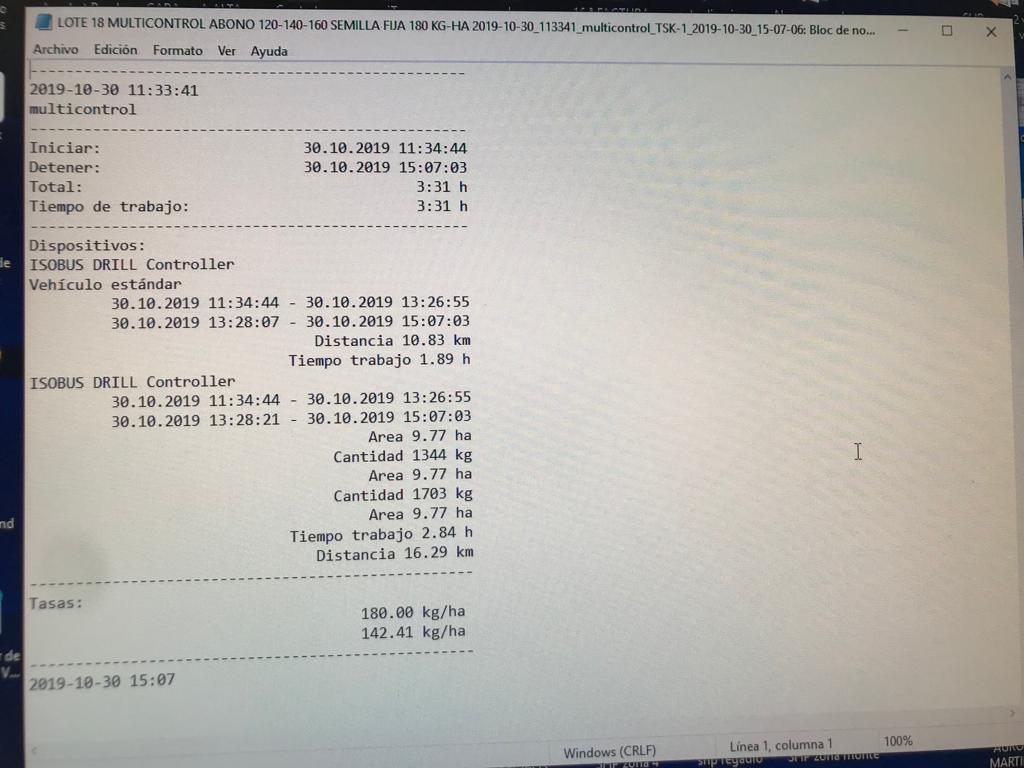 LOTE 18 MULTICONTROL ABONO 120-140-160 SEMILLA FIJA 180 KG-HA 2019-10-30_113341_multicontrol_TSK-1_2019-10-30_15-07-06: Bloc de no...
Archivo Edición Formato Ver Ayuda
-------------------------------------------------
2019-10-30 11:33:41
multicontrol
-------------------------------------------------
Iniciar: 30.10.2019 11:34:44
Detener: 30.10.2019 15:07:03
Total: 3:31 h
Tiempo de trabajo: 3:31 h
-------------------------------------------------
Dispositivos:
ISOBUS DRILL Controller
Vehículo estándar
30.10.2019 11:34:44 - 30.10.2019 13:26:55
30.10.2019 13:28:07 - 30.10.2019 15:07:03
Distancia 10.83 km
Tiempo trabajo 1.89 h
ISOBUS DRILL Controller
30.10.2019 11:34:44 - 30.10.2019 13:26:55
30.10.2019 13:28:21 - 30.10.2019 15:07:03
Area 9.77 ha
Cantidad 1344 kg
Area 9.77 ha
Cantidad 1703 kg
Area 9.77 ha
Tiempo trabajo 2.84 h
Distancia 16.29 km
-------------------------------------------------
Tasas:
180.00 kg/ha
142.41 kg/ha
-------------------------------------------------
2019-10-30 15:07
Windows (CRLF) Línea 1, columna 1 100%